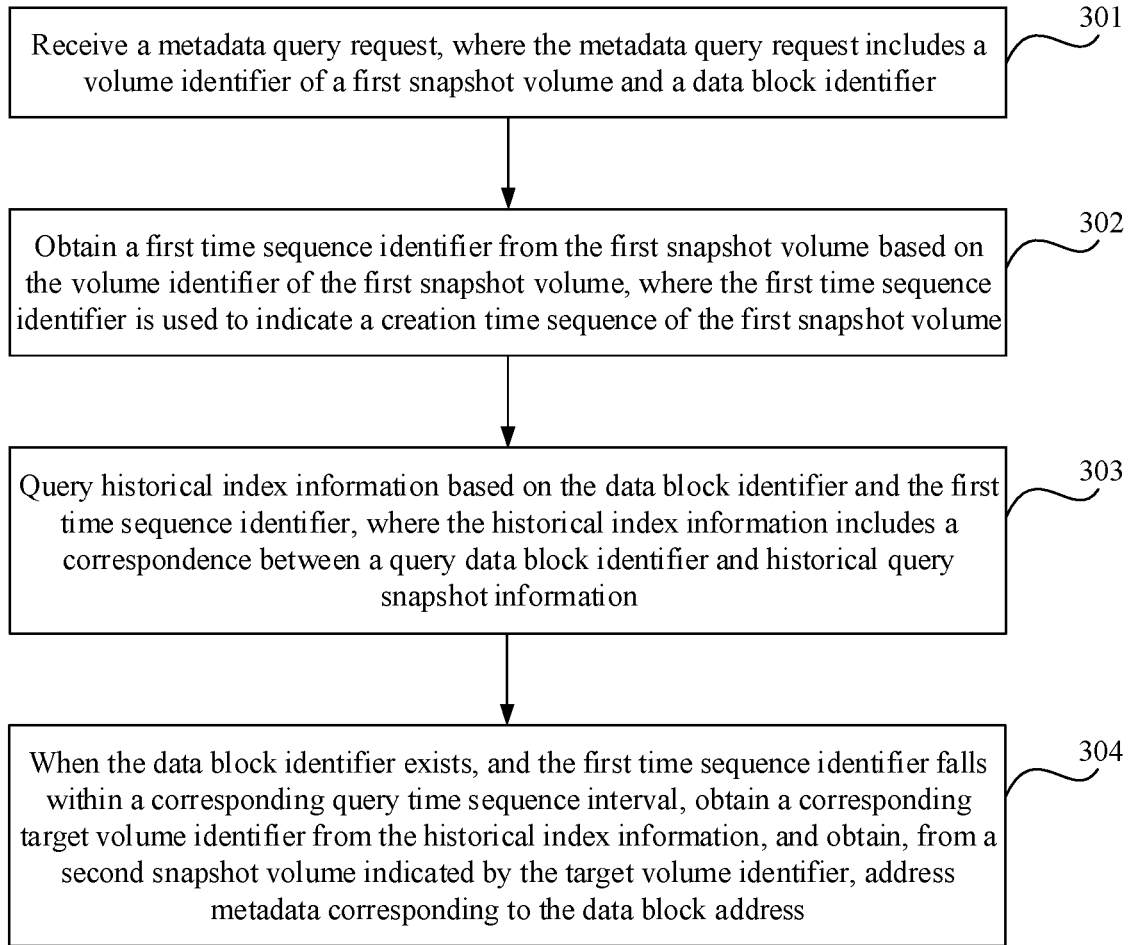 301
Receive a metadata query request, where the metadata query request includes a
volume identifier of a first snapshot volume and a data block identifier
302
Obtain a first time sequence identifier from the first snapshot volume based on
the volume identifier of the first snapshot volume, where the first time sequence
identifier is used to indicate a creation time sequence of the first snapshot volume
303
Query historical index information based on the data block identifier and the first
time sequence identifier, where the historical index information includes a
correspondence between a query data block identifier and historical query
snapshot information
304
When the data block identifier exists, and the first time sequence identifier falls
within a corresponding query time sequence interval, obtain a corresponding
target volume identifier from the historical index information, and obtain, from a
second snapshot volume indicated by the target volume identifier, address
metadata corresponding to the data block address